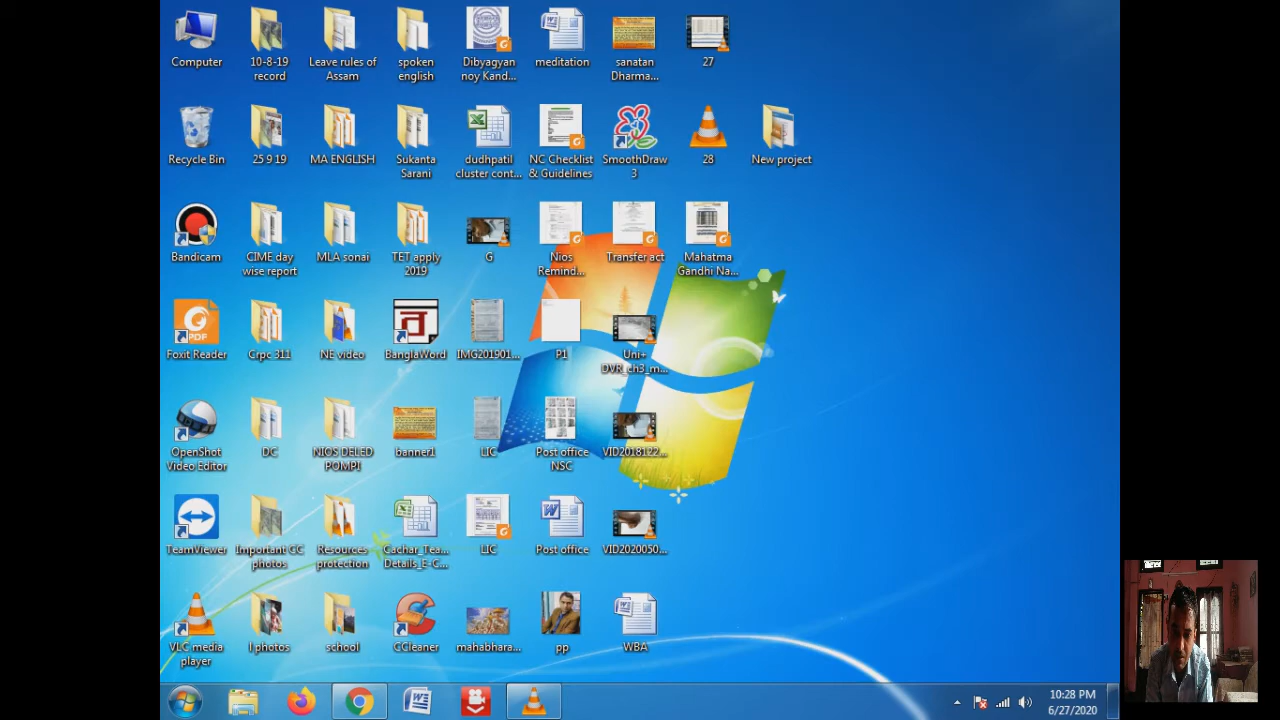 Computer
10-8-19
record
Leave rules of
Assam
spoken
english
Dibyagyan
noy Kand...
meditation
sanatan
Dharma...
27
Recycle Bin
25 9 19
MA ENGLISH
Sukanta
Sarani
dudhpatil
cluster cont...
NC Checklist
& Guidelines
SmoothDraw
3
28
New project
Bandicam
CIME day
wise report
MLA sonai
TET apply
2019
G
Nios
Remind...
Transfer act
Mahatma
Gandhi Na...
PDF
Foxit Reader
Crpc 311
NE video
BanglaWord
IMG201901...
P1
Uni+
DVR_ch3_m...
OpenShot
Video Editor
DC
NIOS DELED
POMPI
banner1
LIC
Post office
NSC
VID2018122...
TeamViewer
Important CC
photos
Resources
protection
Cachar_Tea...
Details_E-C...
LIC
Post office
VID2020050...
VLC media
player
I photos
school
CCleaner
mahabhara...
pp
WBA
10:28 PM
6/27/2020